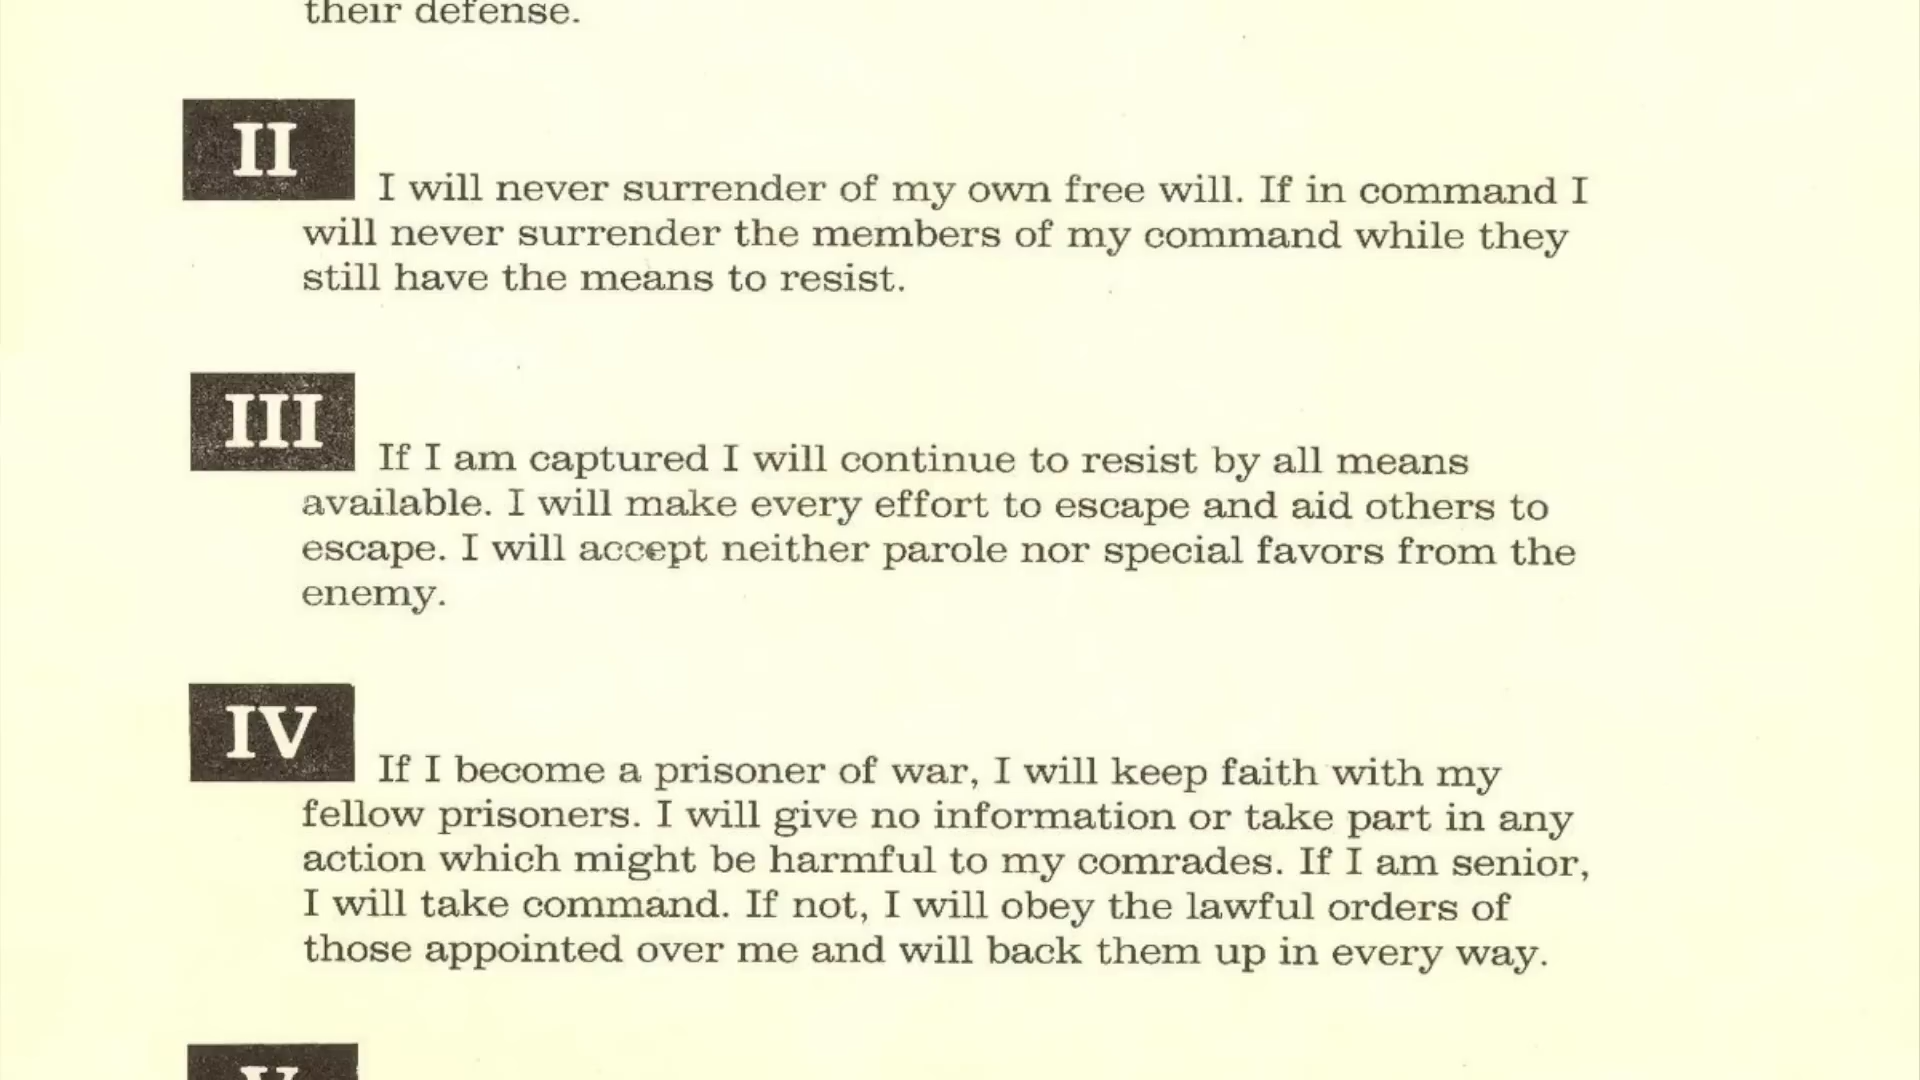 their defense.
II
I will never surrender of my own free will. If in command I
will never surrender the members of my command while they
still have the means to resist.
III
If I am captured I will continue to resist by all means
available. I will make every effort to escape and aid others to
escape. I will accept neither parole nor special favors from the
enemy.
IV
If I become a prisoner of war, I will keep faith with my
fellow prisoners. I will give no information or take part in any
action which might be harmful to my comrades. If I am senior,
I will take command. If not, I will obey the lawful orders of
those appointed over me and will back them up in every way.
V